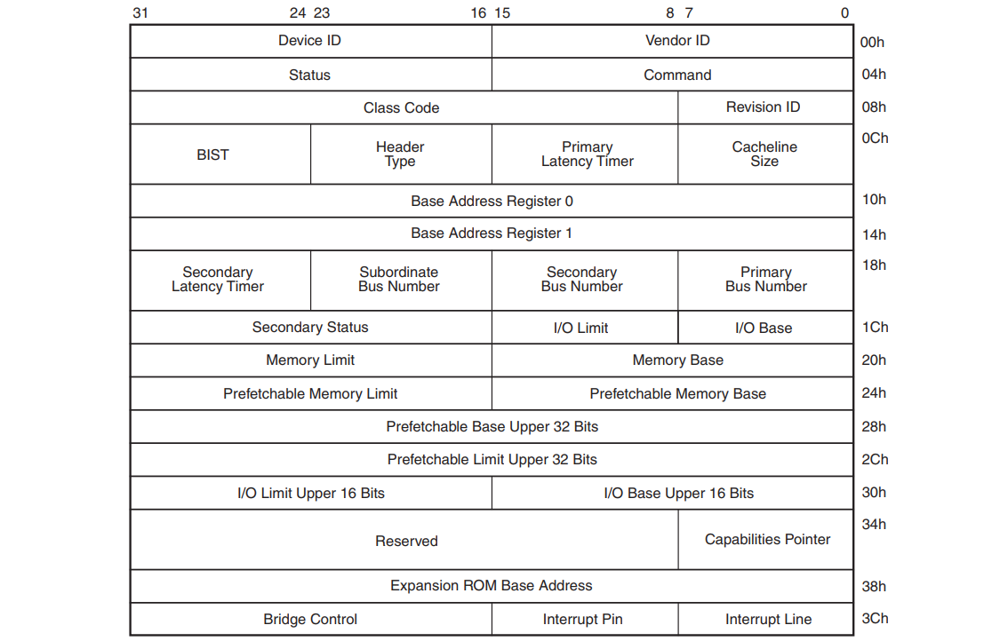 31 24 23 16 15 8 7 0
Device ID Vendor ID 00h
Status Command 04h
Class Code Revision ID 08h
BIST Header Type Primary Latency Timer Cacheline Size 0Ch
Base Address Register 0 10h
Base Address Register 1 14h
Secondary Latency Timer Subordinate Bus Number Secondary Bus Number Primary Bus Number 18h
Secondary Status I/O Limit I/O Base 1Ch
Memory Limit Memory Base 20h
Prefetchable Memory Limit Prefetchable Memory Base 24h
Prefetchable Base Upper 32 Bits 28h
Prefetchable Limit Upper 32 Bits 2Ch
I/O Limit Upper 16 Bits I/O Base Upper 16 Bits 30h
Reserved Capabilities Pointer 34h
Expansion ROM Base Address 38h
Bridge Control Interrupt Pin Interrupt Line 3Ch